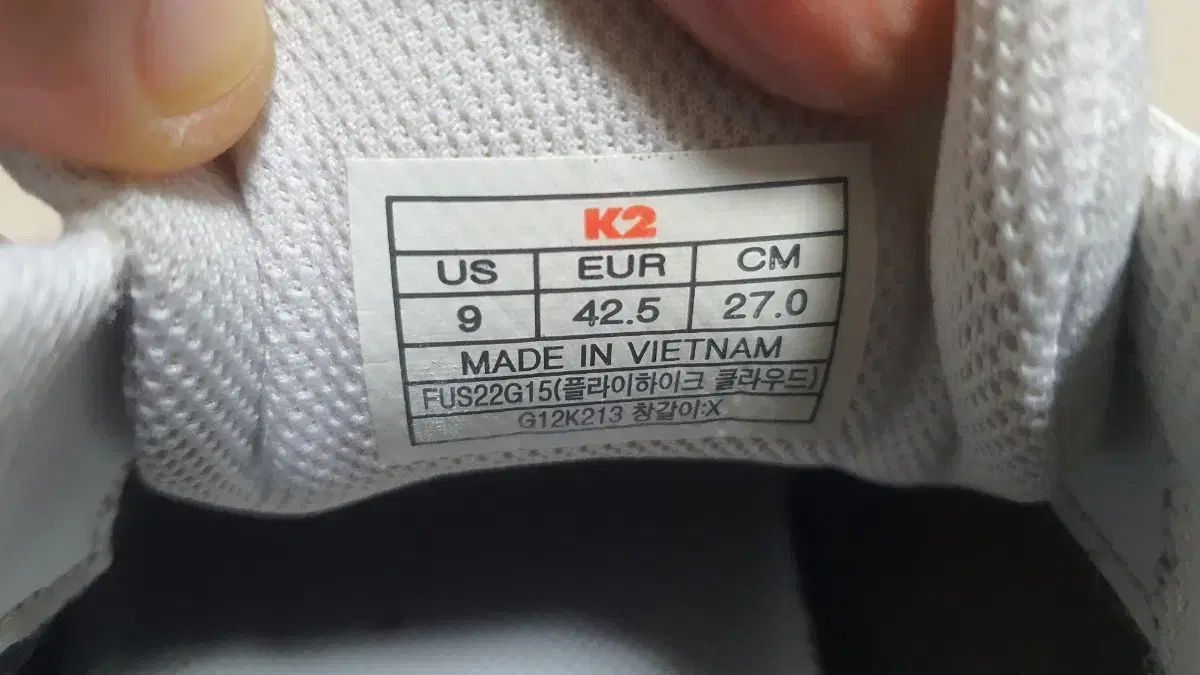 K2
US EUR CM
9 42.5 27.0
MADE IN VIETNAM
FUS22G15(플라이하이크 클라우드)
G12K213 창갈이:X